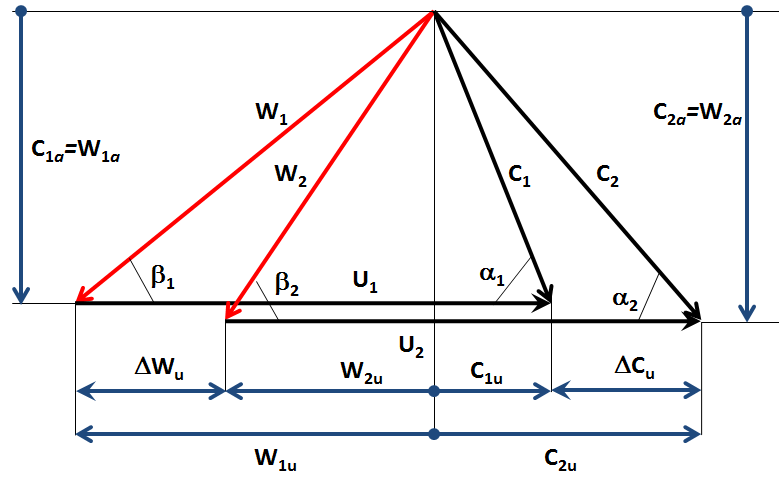 W₁
C₂ₐ=W₂ₐ
C₁ₐ=W₁ₐ
W₂
C₁
C₂
β₁
β₂
U₁
α₁
α₂
U₂
ΔWᵤ
W₂ᵤ
C₁ᵤ
ΔCᵤ
W₁ᵤ
C₂ᵤ